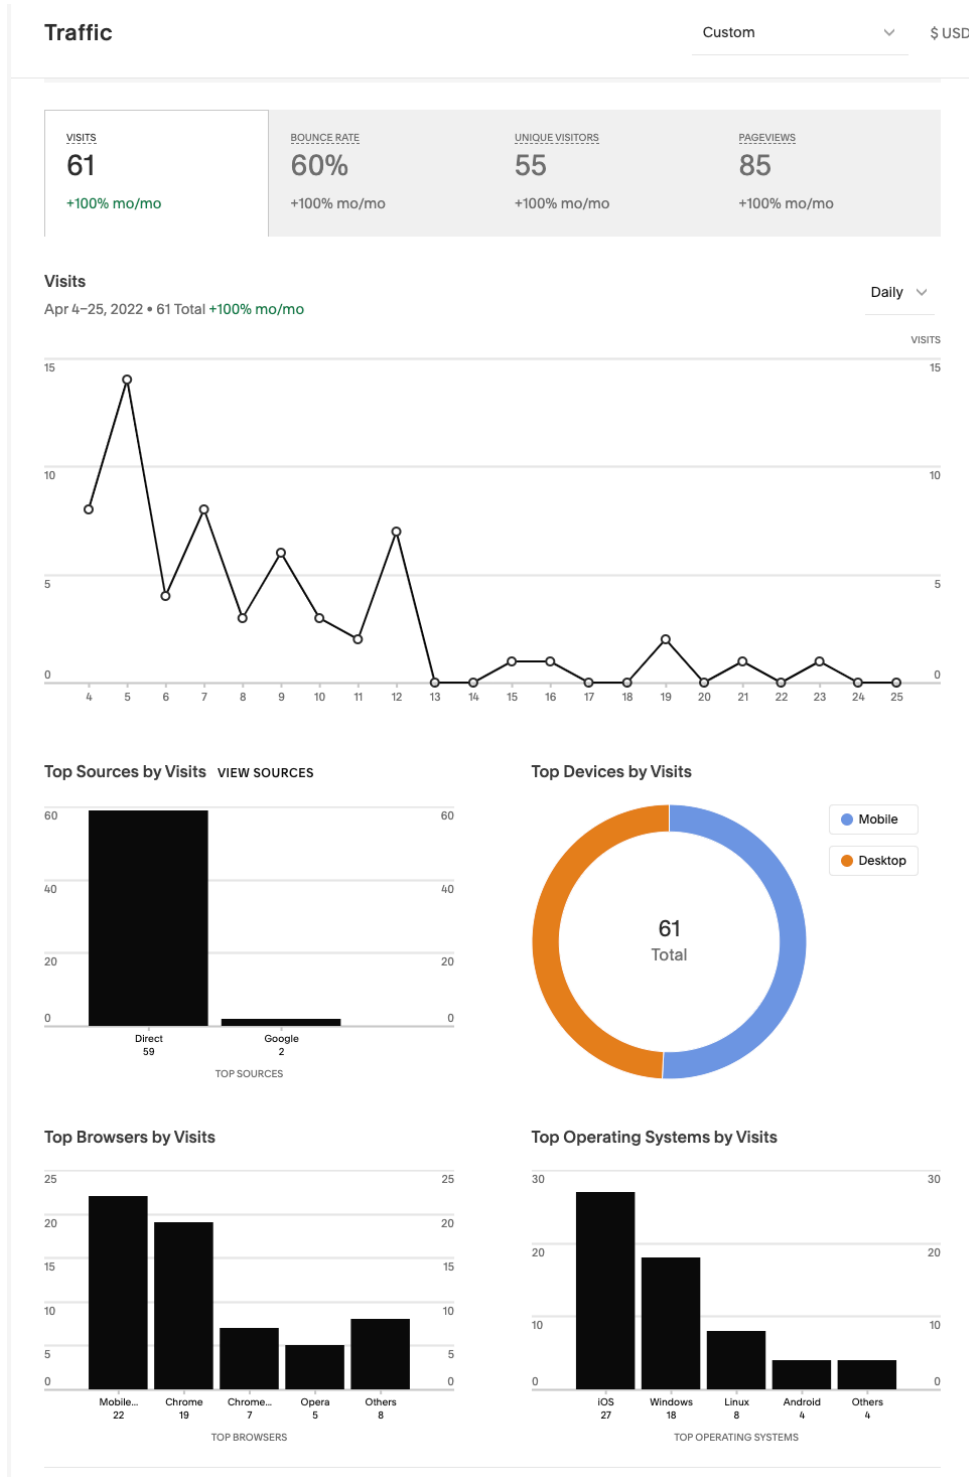 Traffic
Custom
$ USD
VISITS
61
+100% mo/mo
BOUNCE RATE
60%
+100% mo/mo
UNIQUE VISITORS
55
+100% mo/mo
PAGEVIEWS
85
+100% mo/mo
Visits
Apr 4–25, 2022 • 61 Total +100% mo/mo
Daily
VISITS
15 15
10 10
5 5
0 0
4 5 6 7 8 9 10 11 12 13 14 15 16 17 18 19 20 21 22 23 24 25
Top Sources by Visits VIEW SOURCES
60 60
40 40
20 20
0 0
Direct Google
59 2
TOP SOURCES
Top Devices by Visits
Mobile
Desktop
61
Total
Top Browsers by Visits
25 25
20 20
15 15
10 10
5 5
0 0
Mobile... Chrome Chrome... Opera Others
22 19 7 5 8
TOP BROWSERS
Top Operating Systems by Visits
30 30
20 20
10 10
0 0
iOS Windows Linux Android Others
27 18 8 4 4
TOP OPERATING SYSTEMS